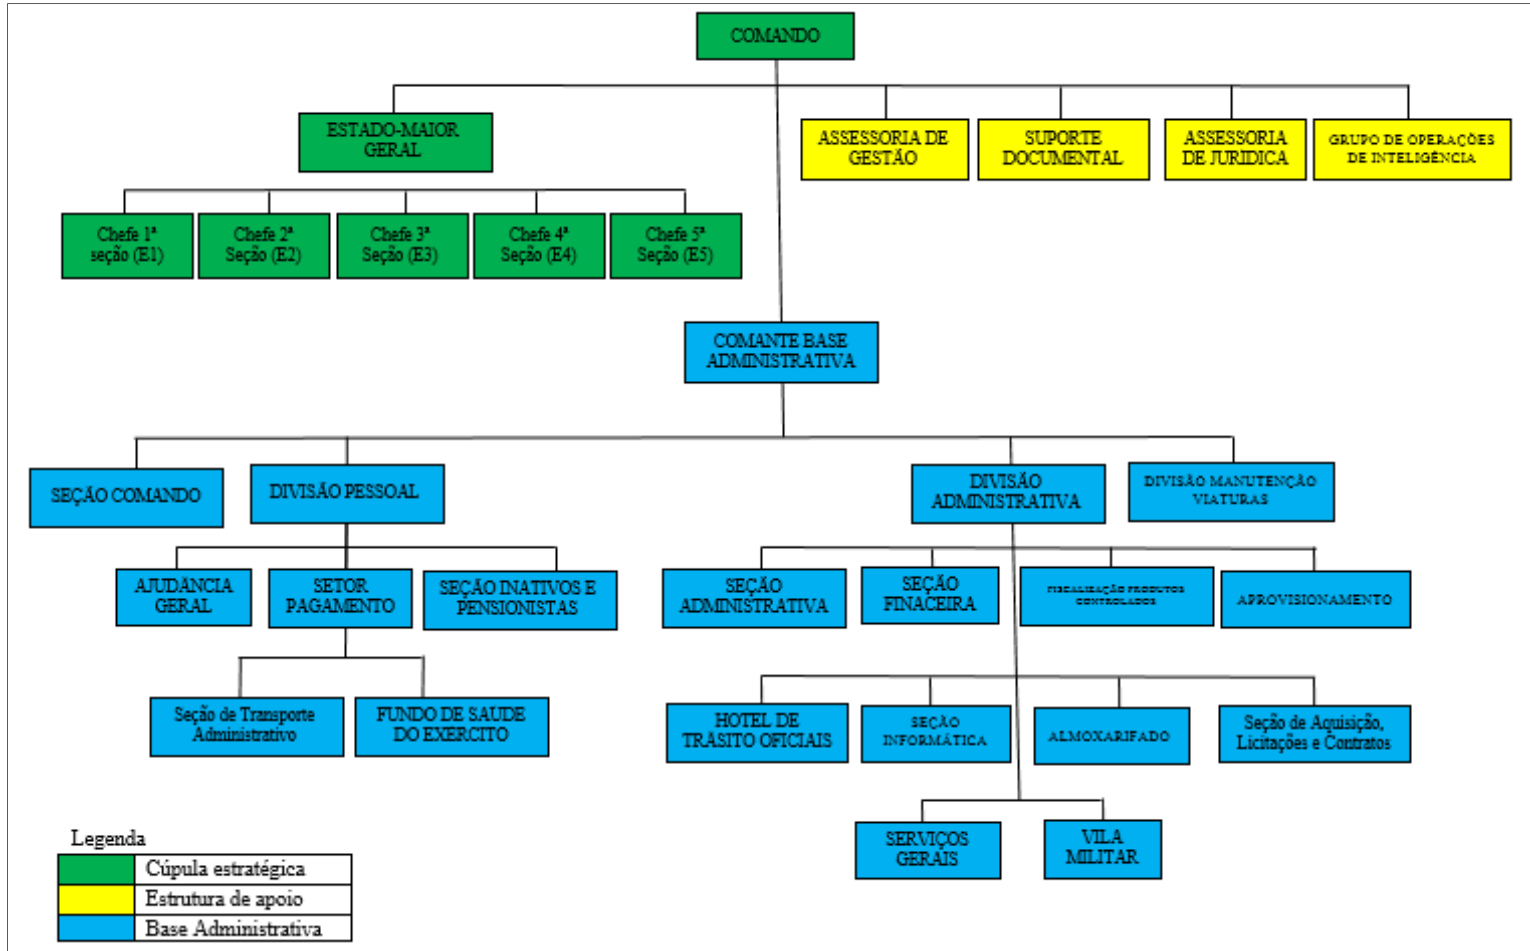 COMANDO
ESTADO-MAIOR
GERAL
ASSESSORIA DE
GESTÃO
SUPORTE
DOCUMENTAL
ASSESSORIA
DE JURIDICA
GRUPO DE OPERAÇÕES
DE INTELIGÊNCIA
Chefe 1ª
seção (E1)
Chefe 2ª
Seção (E2)
Chefe 3ª
Seção (E3)
Chefe 4ª
Seção (E4)
Chefe 5ª
Seção (E5)
COMANTE BASE
ADMINISTRATIVA
SEÇÃO COMANDO
DIVISÃO PESSOAL
DIVISÃO
ADMINISTRATIVA
DIVISÃO MANUTENÇÃO
VIATURAS
AJUDÂNCIA
GERAL
SETOR
PAGAMENTO
SEÇÃO INATIVOS E
PENSIONISTAS
SEÇÃO
ADMINISTRATIVA
SEÇÃO
FINACEIRA
FISCALIZAÇÃO PRODUTOS
CONTROLADOS
APROVISIONAMENTO
Seção de Transporte
Administrativo
FUNDO DE SAUDE
DO EXERCITO
HOTEL DE
TRÂSITO OFICIAIS
SEÇÃO
INFORMÁTICA
ALMOXARIFADO
Seção de Aquisição,
Licitações e Contratos
SERVIÇOS
GERAIS
VILA
MILITAR
Legenda
Cúpula estratégica
Estrutura de apoio
Base Administrativa